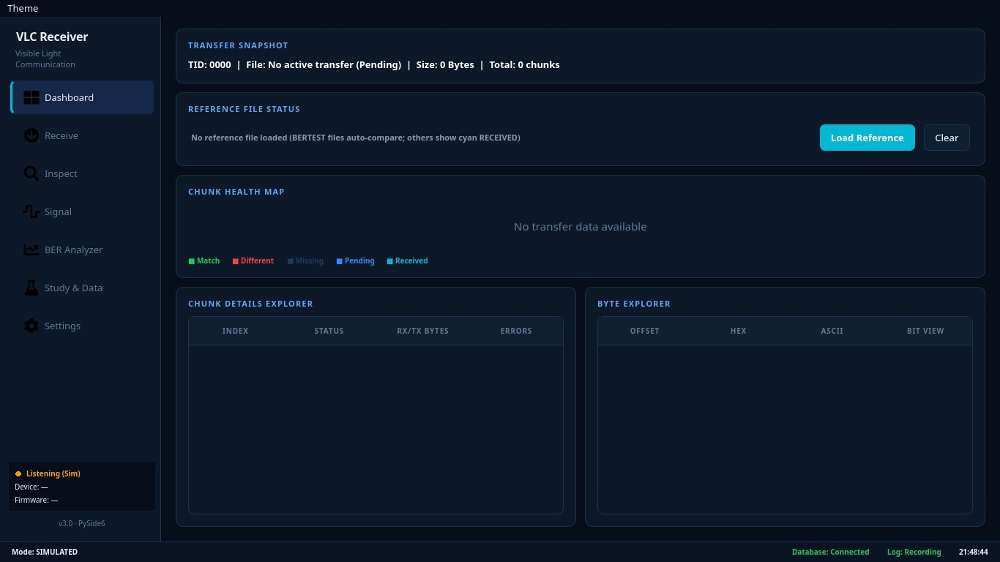 Theme
VLC Receiver
Visible Light
Communication
Dashboard
Receive
Inspect
Signal
BER Analyzer
Study & Data
Settings
Listening (Sim)
Device: —
Firmware: —
v3.0 · PySide6
TRANSFER SNAPSHOT
TID: 0000 | File: No active transfer (Pending) | Size: 0 Bytes | Total: 0 chunks
REFERENCE FILE STATUS
No reference file loaded (BERTEST files auto-compare; others show cyan RECEIVED)
Load Reference
Clear
CHUNK HEALTH MAP
No transfer data available
Match Different Missing Pending Received
CHUNK DETAILS EXPLORER
INDEX STATUS RX/TX BYTES ERRORS
BYTE EXPLORER
OFFSET HEX ASCII BIT VIEW
Mode: SIMULATED
Database: Connected Log: Recording 21:48:44